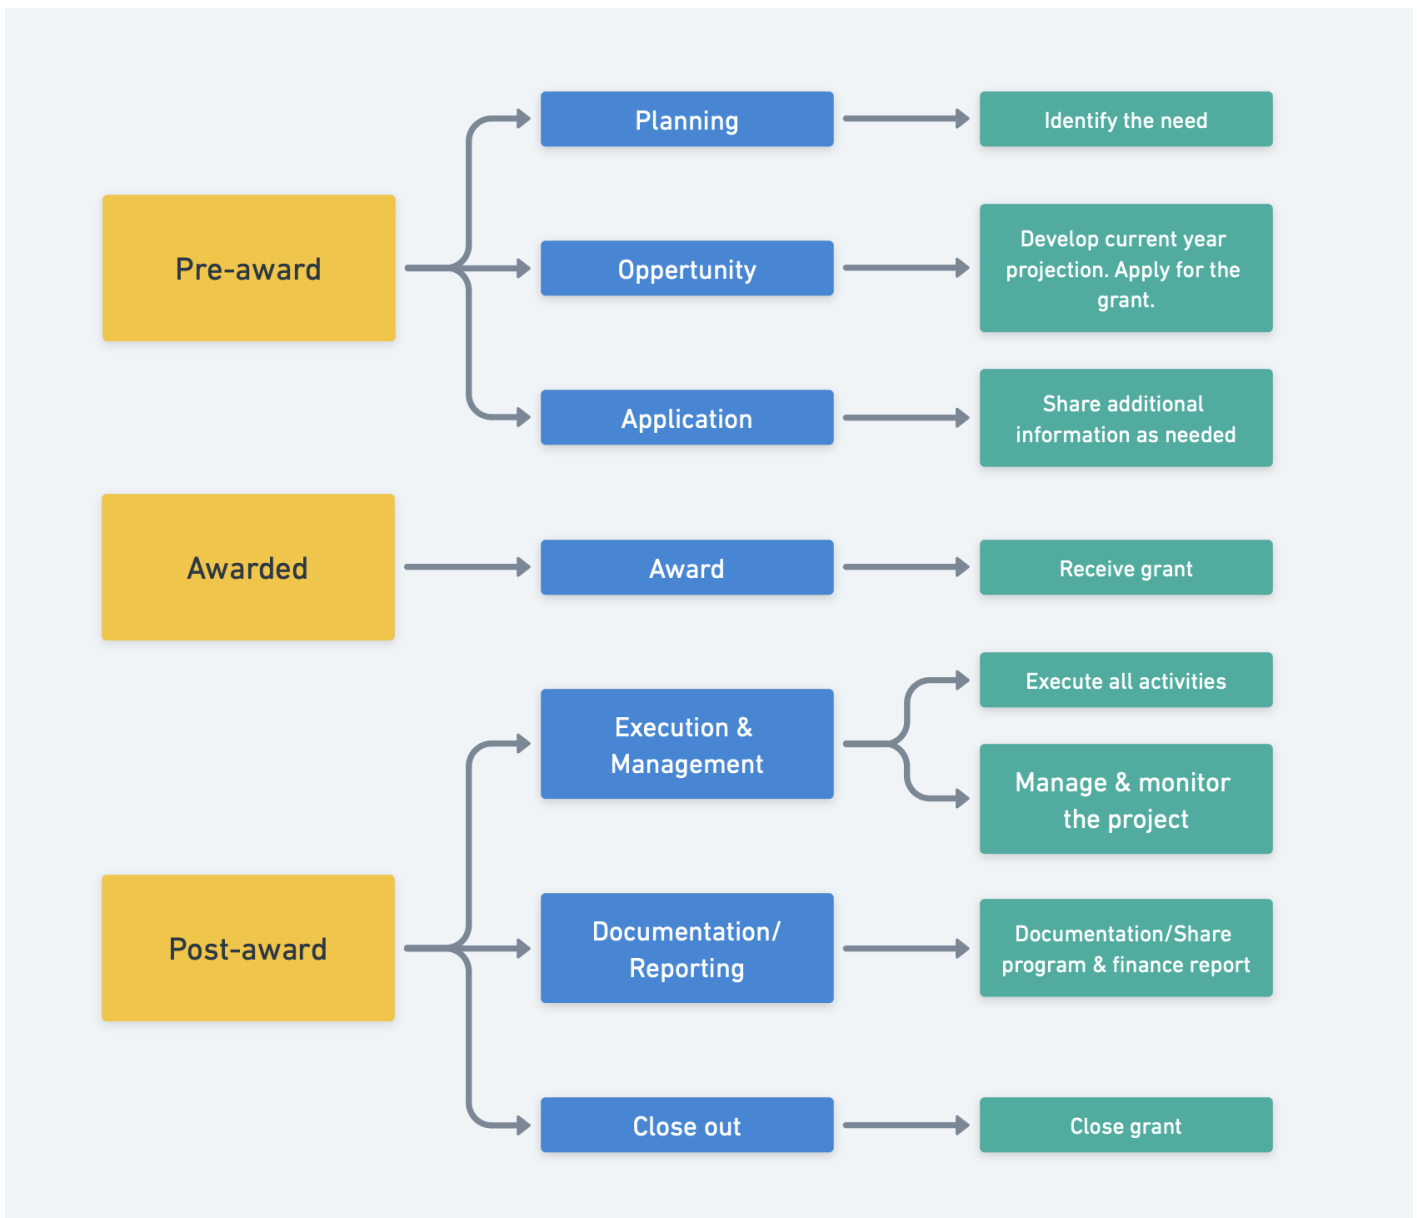 Planning
Identify the need
Pre-award
Oppertunity
Develop current year
projection. Apply for the
grant.
Application
Share additional
information as needed
Awarded
Award
Receive grant
Execution &
Management
Execute all activities
Manage & monitor
the project
Post-award
Documentation/
Reporting
Documentation/Share
program & finance report
Close out
Close grant